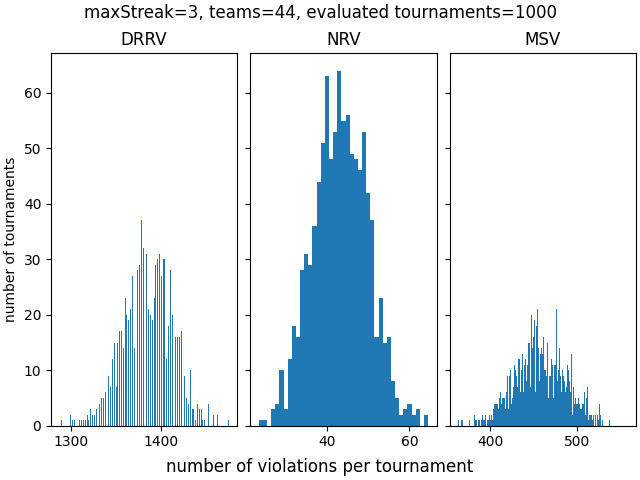 maxStreak=3, teams=44, evaluated tournaments=1000
DRRV NRV MSV
number of tournaments
60
50
40
30
20
10
0
1300 1400 40 60 400 500
number of violations per tournament